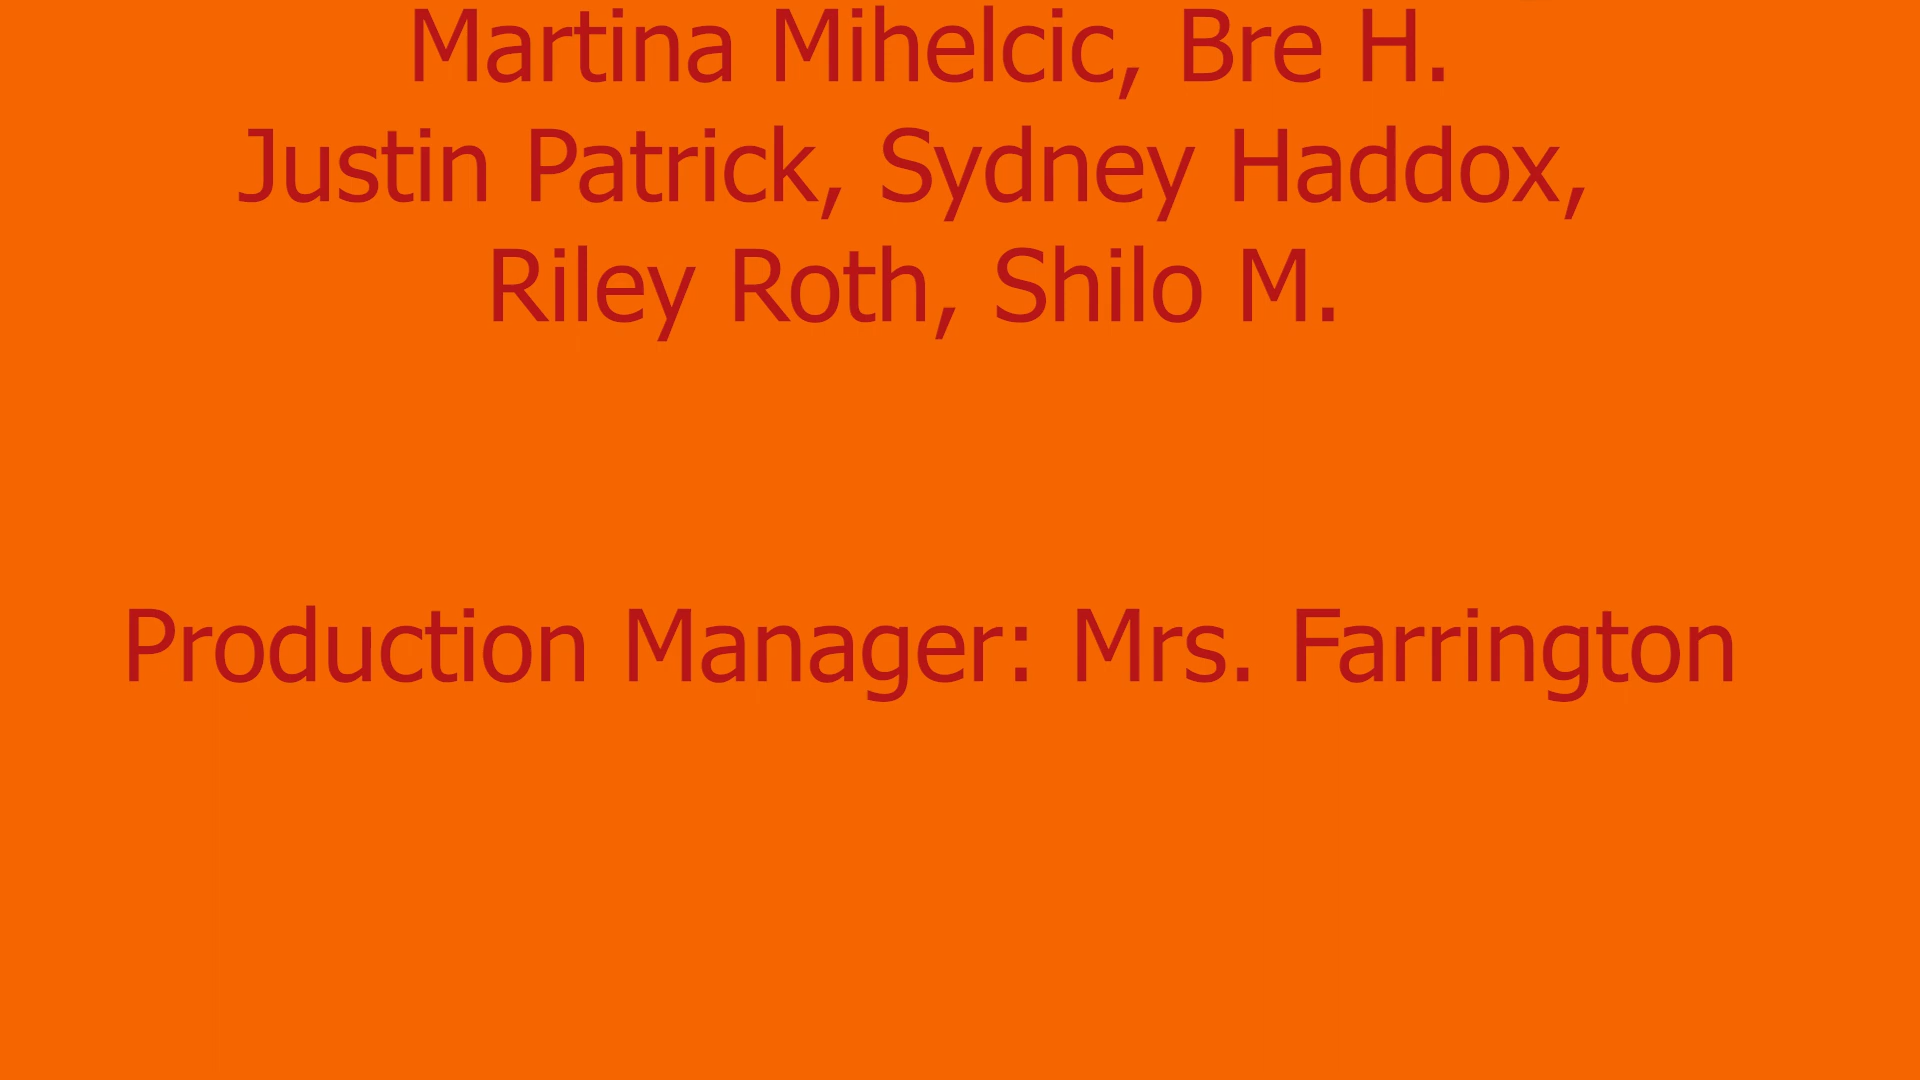 Martina Mihelcic, Bre H.
Justin Patrick, Sydney Haddox,
Riley Roth, Shilo M.
Production Manager: Mrs. Farrington